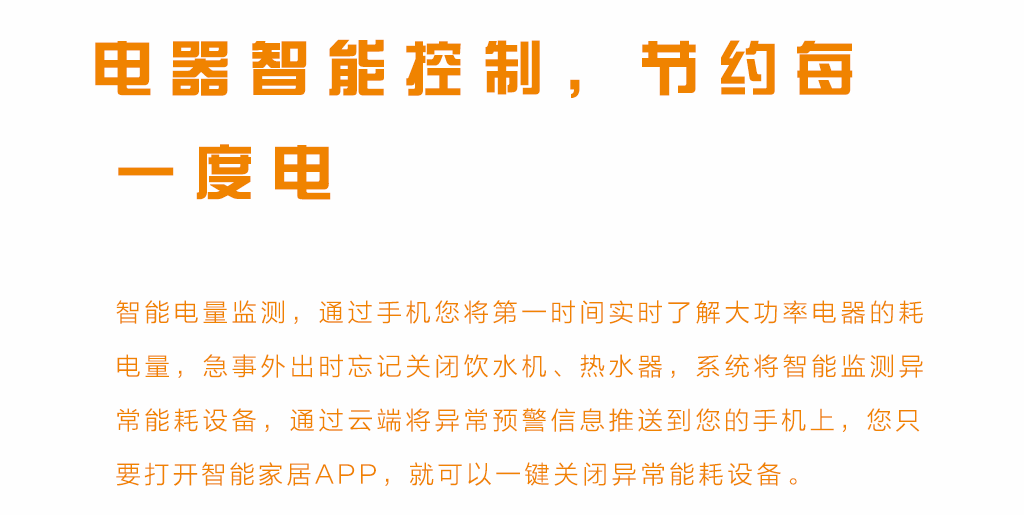 电器智能控制，节约每
一度电
智能电量监测，通过手机您将第一时间实时了解大功率电器的耗
电量，急事外出时忘记关闭饮水机、热水器，系统将智能监测异
常能耗设备，通过云端将异常预警信息推送到您的手机上，您只
要打开智能家居APP，就可以一键关闭异常能耗设备。